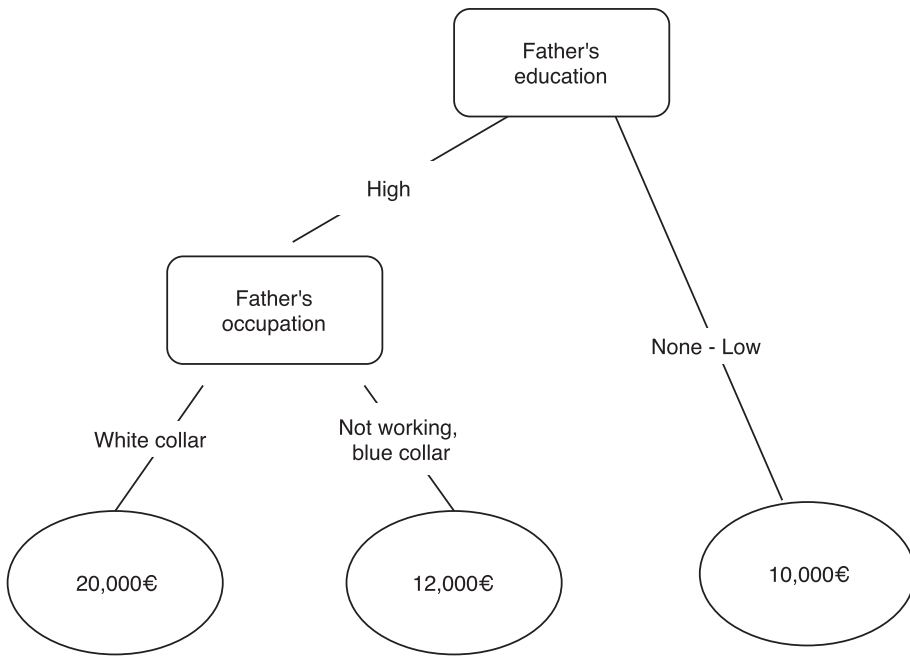 Father's
education
High
Father's
occupation
None - Low
White collar
Not working,
blue collar
20,000€
12,000€
10,000€